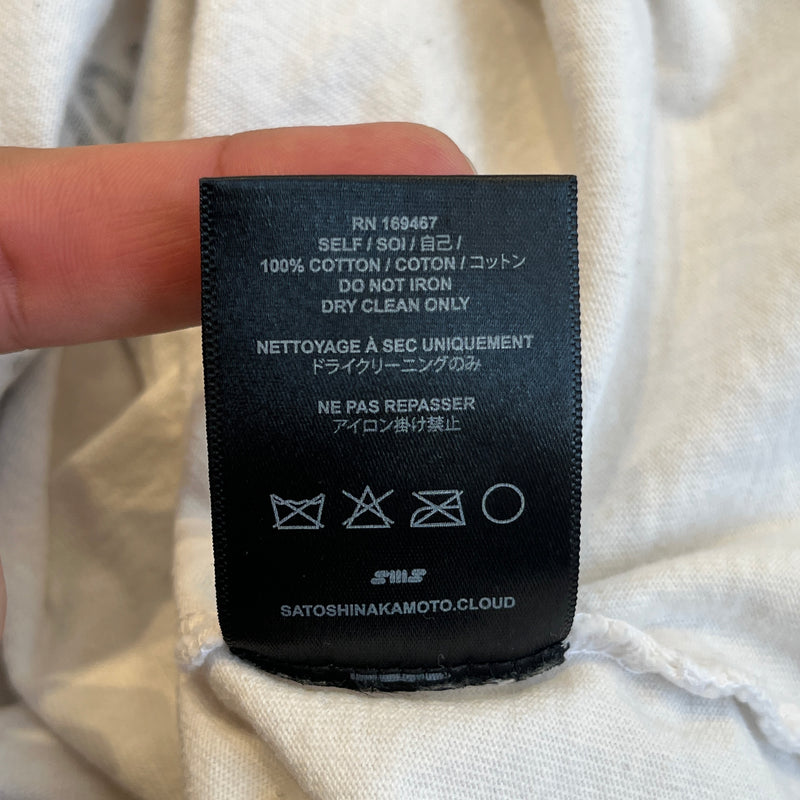 RN 169467
SELF / SOI / 自己 /
100% COTTON / COTON / コットン
DO NOT IRON
DRY CLEAN ONLY
NETTOYAGE À SEC UNIQUEMENT
ドライクリーニングのみ
NE PAS REPASSER
アイロン掛け禁止
SMS
SATOSHINAKAMOTO.CLOUD